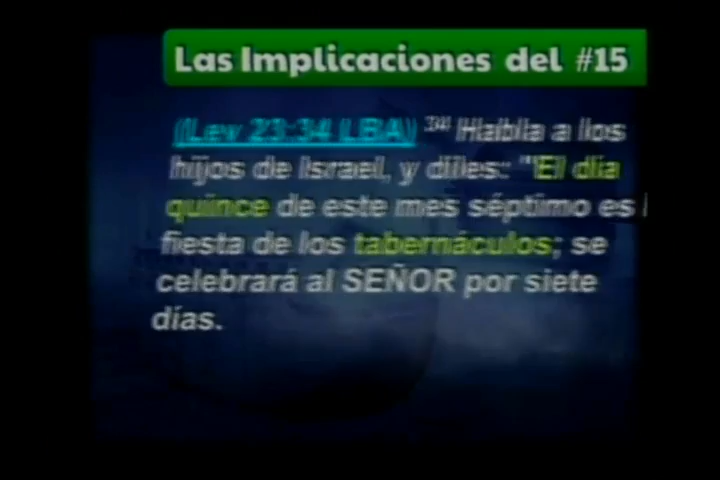 Las Implicaciones del #15
(Lev 23:34 LBA) 34 Habla a los
hijos de Israel, y diles: "El día
quince de este mes séptimo es l
fiesta de los tabernáculos; se
celebrará al SEÑOR por siete
días.